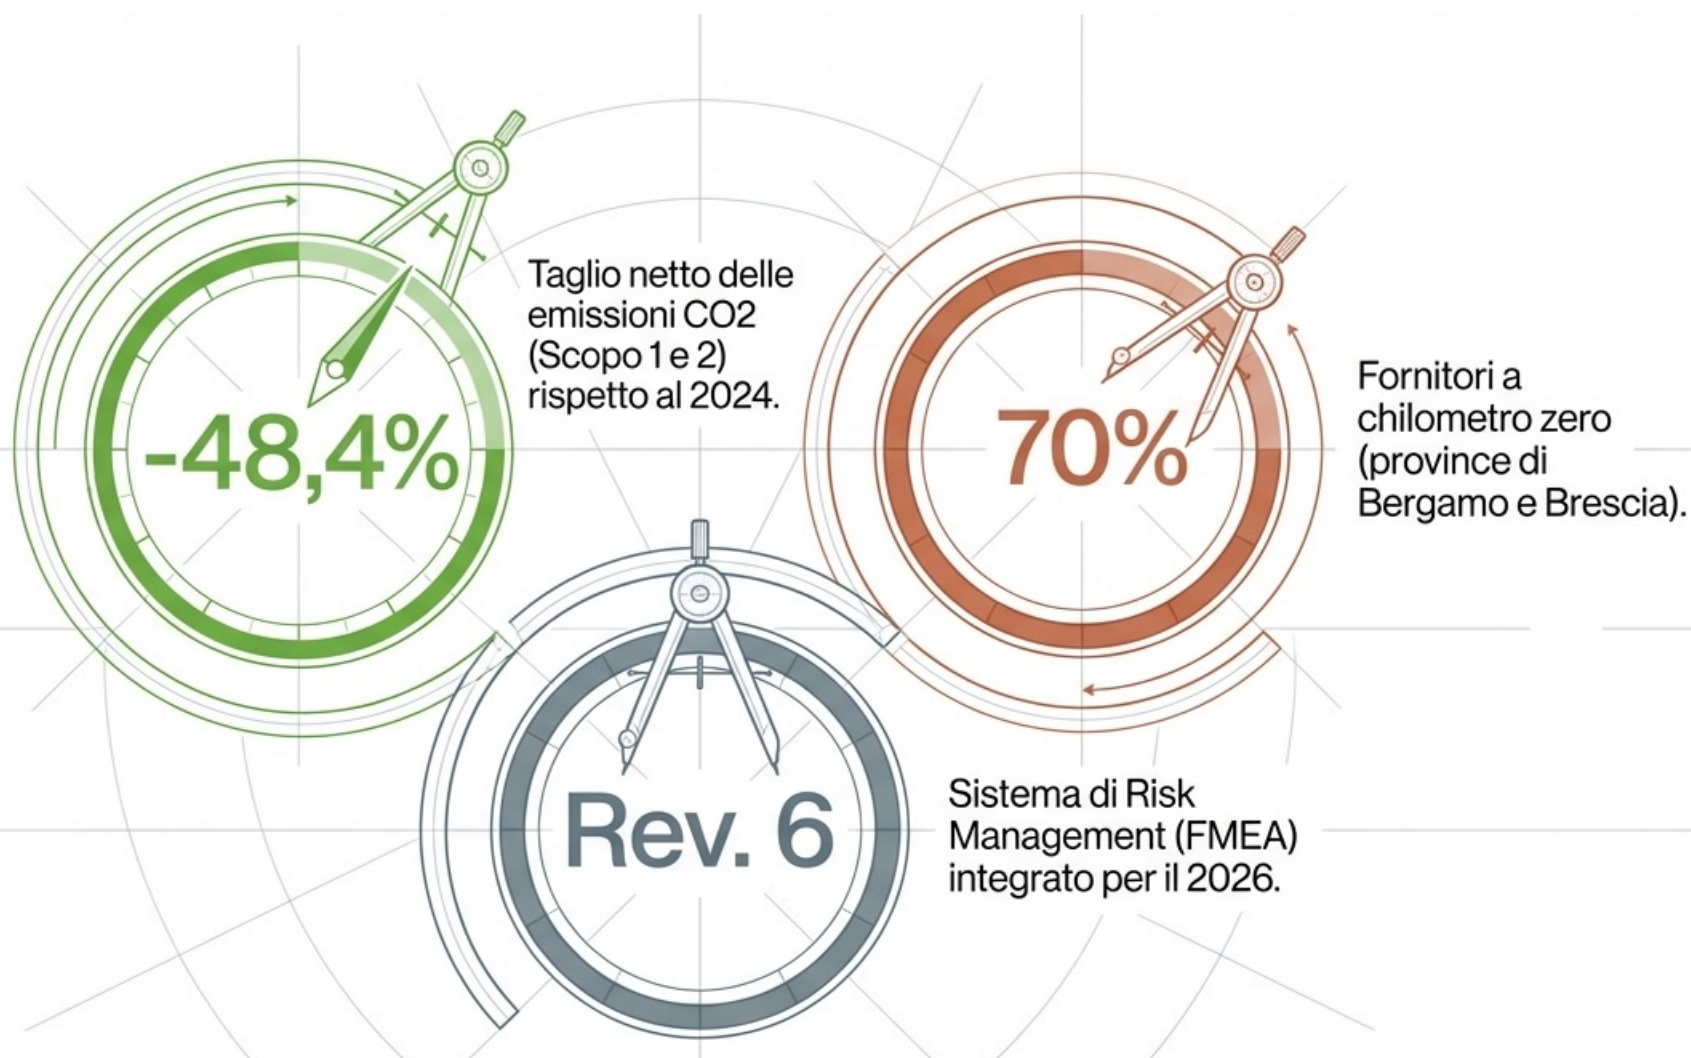 -48,4%
Taglio netto delle
emissioni CO2
(Scopo 1 e 2)
rispetto al 2024.
70%
Fornitori a
chilometro zero
(province di
Bergamo e Brescia).
Rev. 6
Sistema di Risk
Management (FMEA)
integrato per il 2026.